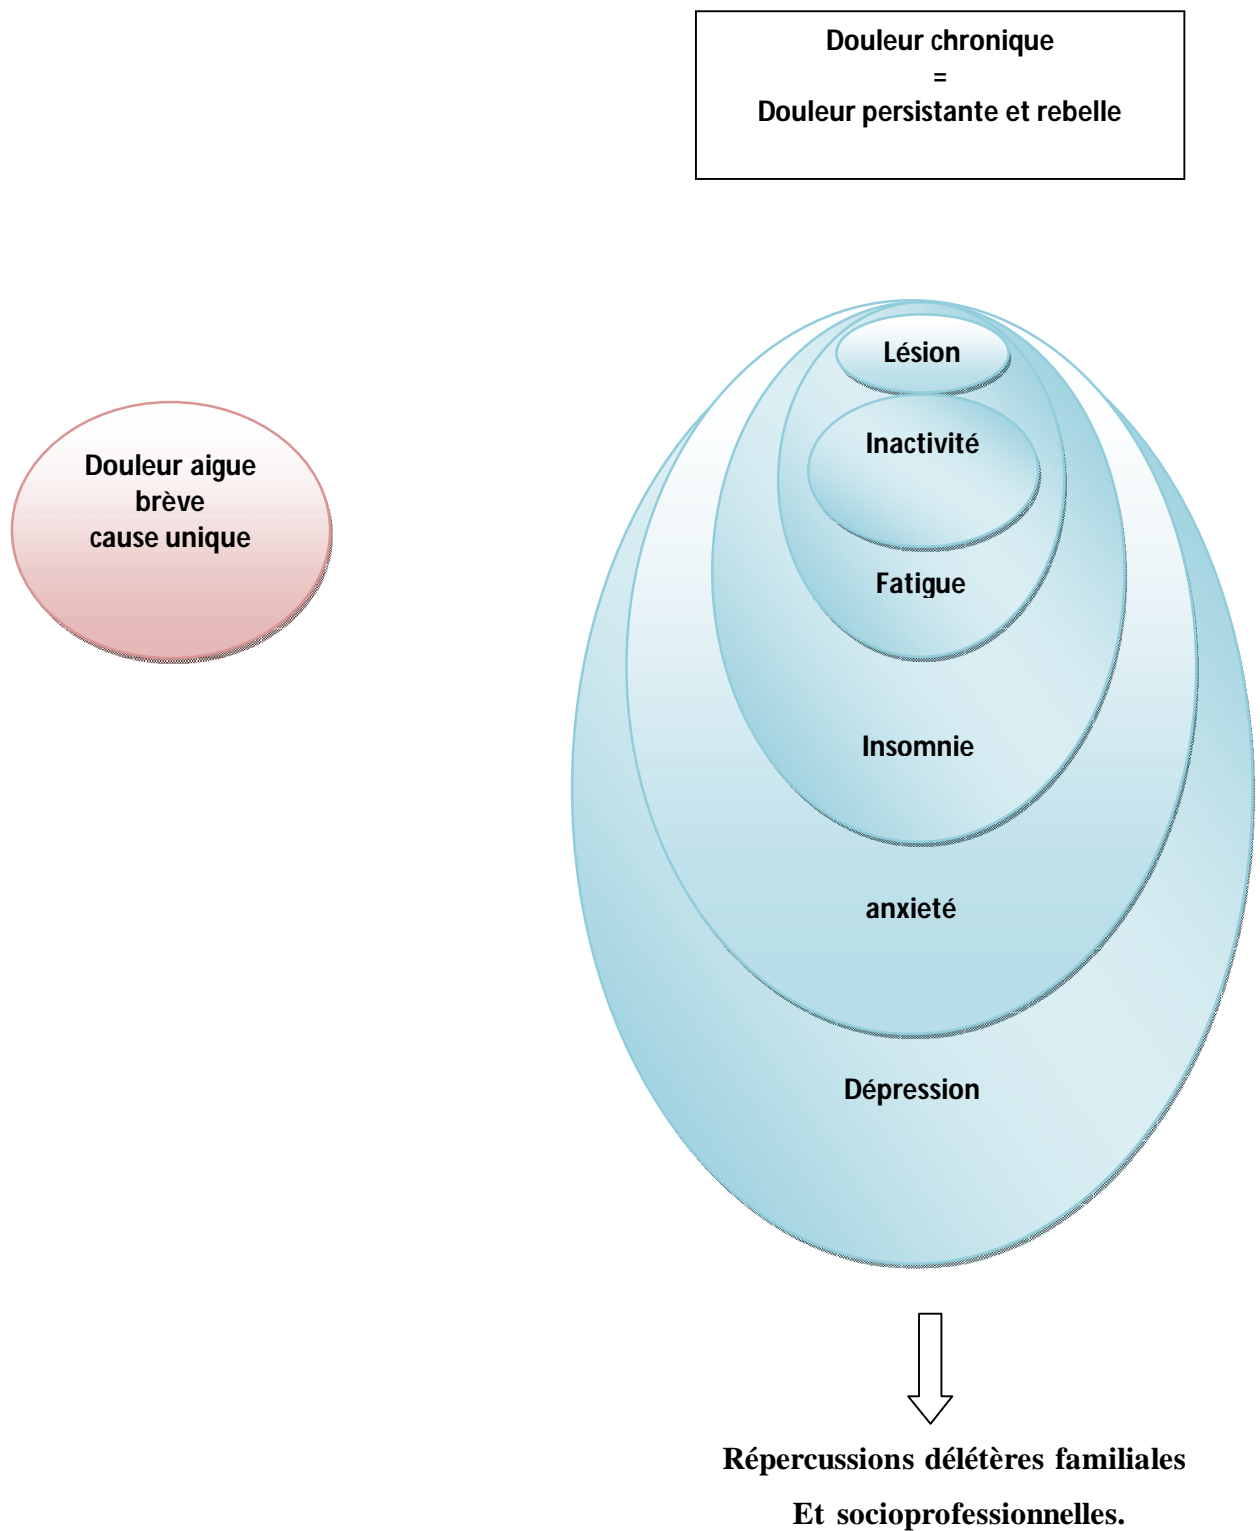 Douleur chronique
=
Douleur persistante et rebelle
Douleur aigue
brève
cause unique
Lésion
Inactivité
Fatigue
Insomnie
anxieté
Dépression
Répercussions délétères familiales
Et socioprofessionnelles.